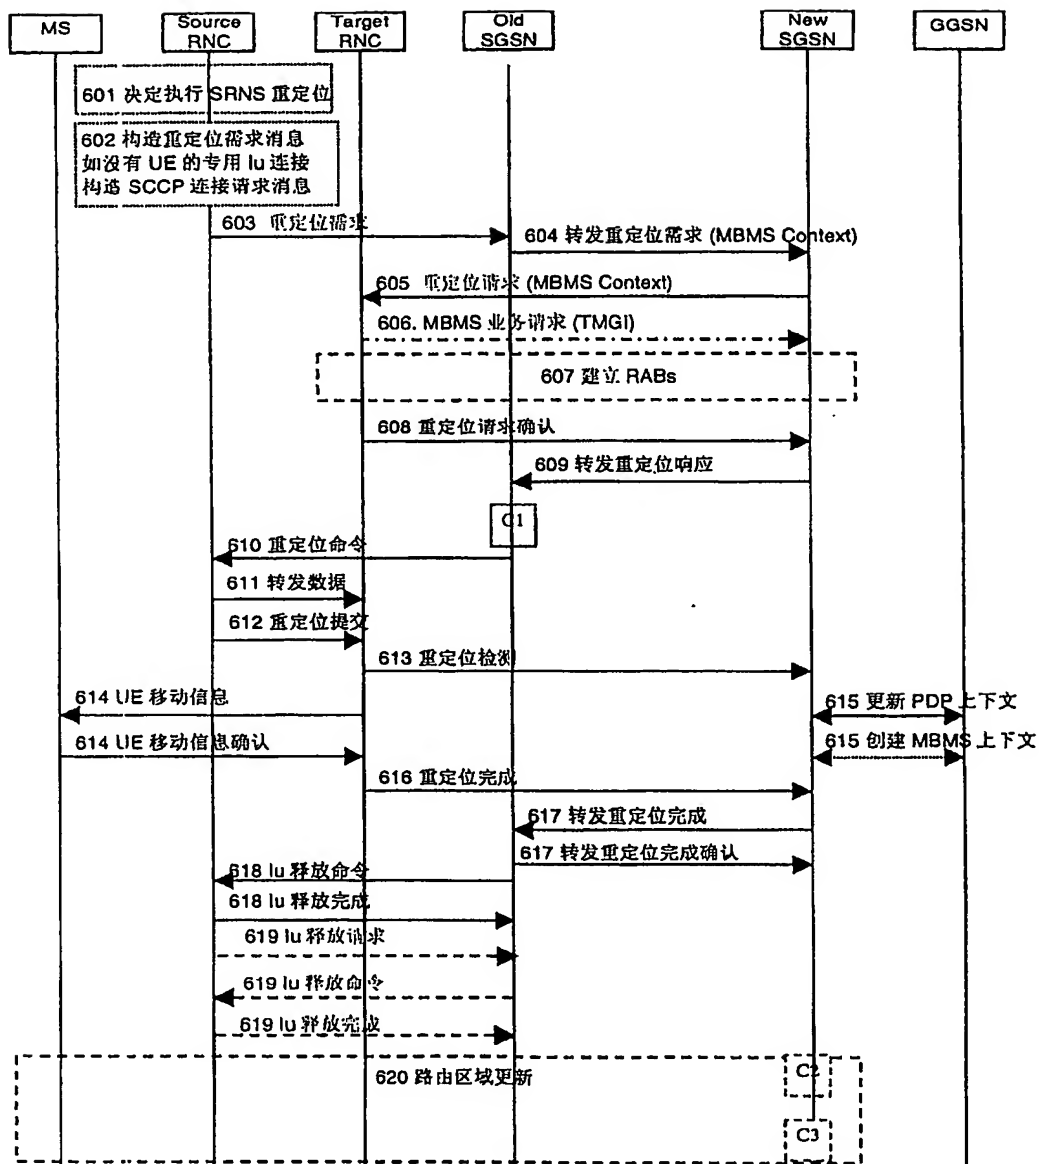 MS
Source
RNC
Target
RNC
Old
SGSN
New
SGSN
GGSN
601 决定执行 SRNS 重定位
602 构造重定位需求消息
如没有 UE 的专用 Iu 连接
构造 SCCP 连接请求消息
603 重定位需求
604 转发重定位需求 (MBMS Context)
605 重定位请求 (MBMS Context)
606. MBMS 业务请求 (TMGI)
607 建立 RABs
608 重定位请求确认
609 转发重定位响应
C1
610 重定位命令
611 转发数据
612 重定位提交
613 重定位检测
614 UE 移动信息
615 更新 PDP 上下文
614 UE 移动信息确认
615 创建 MBMS 上下文
616 重定位完成
617 转发重定位完成
617 转发重定位完成确认
618 Iu 释放命令
618 Iu 释放完成
619 Iu 释放请求
619 Iu 释放命令
619 Iu 释放完成
620 路由区域更新
C2
C3